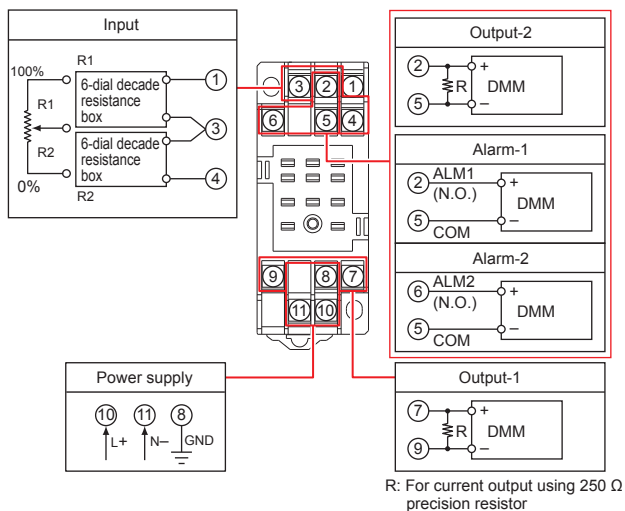 Input
R1
100%
R1
R2
0%
6-dial decade
resistance
box
6-dial decade
resistance
box
R2
1
3
4
3 2 1
6 5 4
9 8 7
11 10
Output-2
2
5
R
+
−
DMM
Alarm-1
2
ALM1
(N.O.)
5
COM
+
−
DMM
Alarm-2
6
ALM2
(N.O.)
5
COM
+
−
DMM
Power supply
10 11 8
L+ N− GND
Output-1
7
9
R
+
−
DMM
R: For current output using 250 Ω
precision resistor